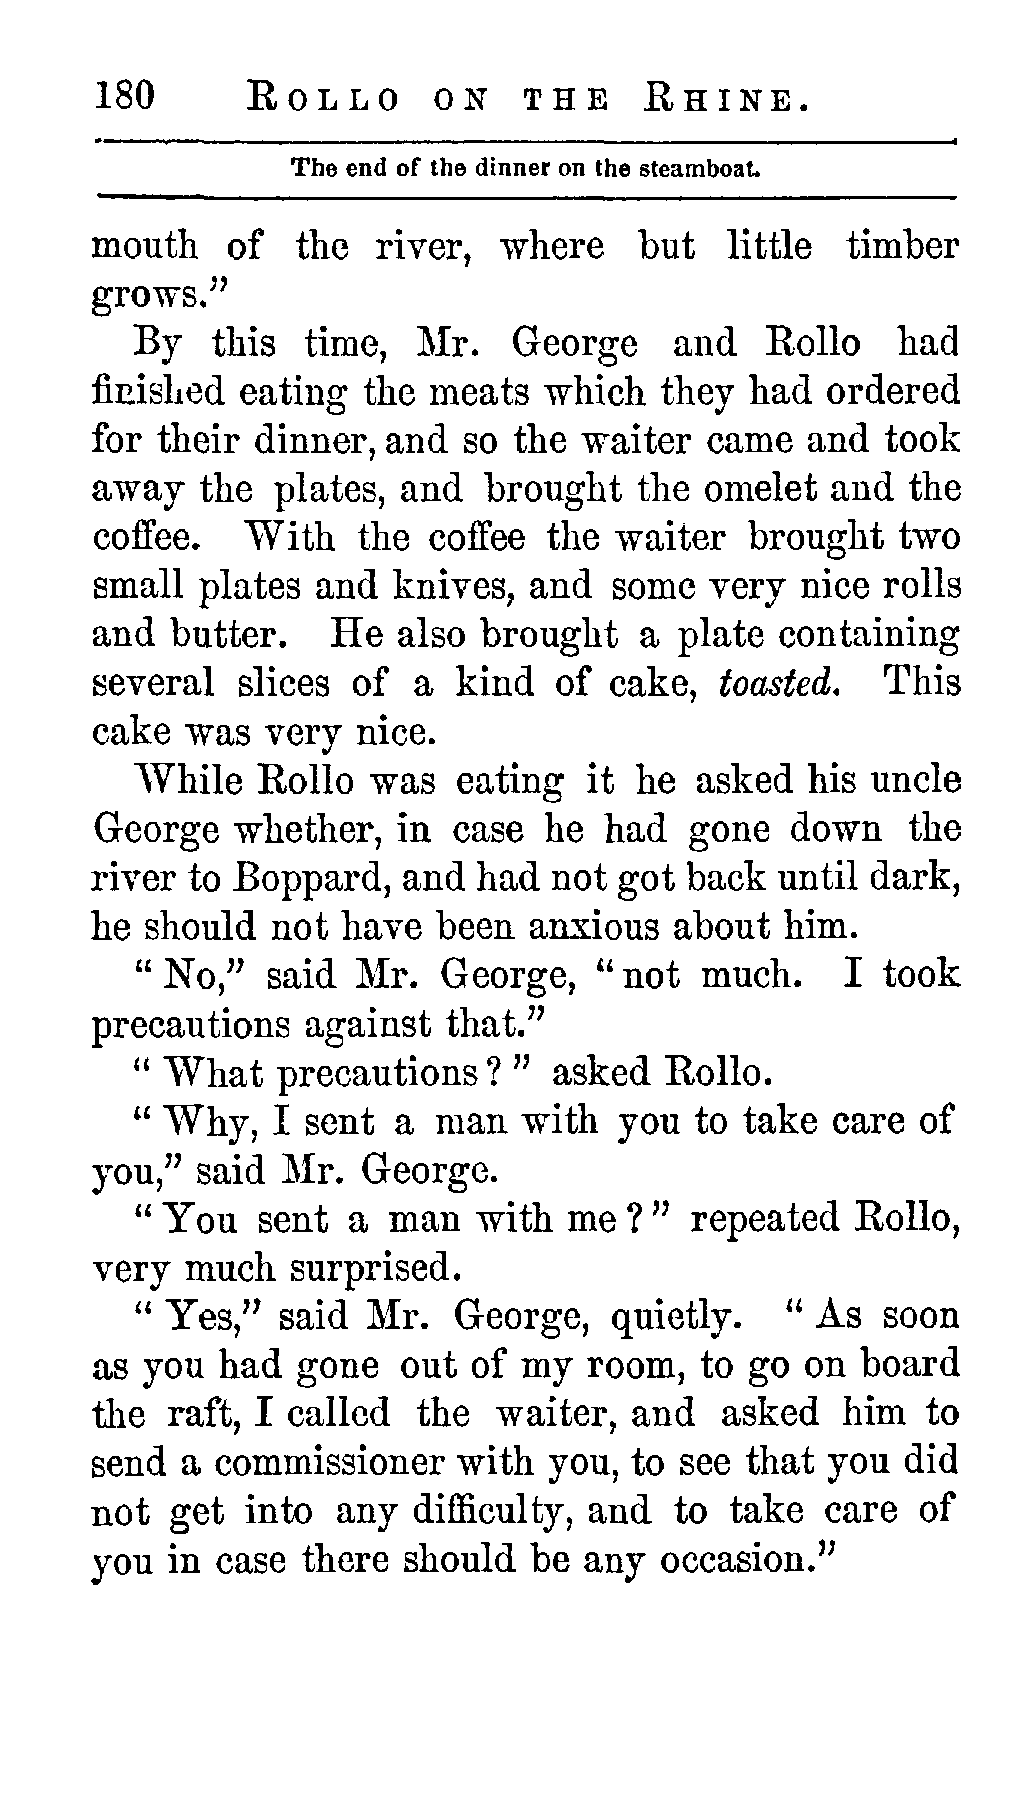 180 ROLLO ON THE RHINE.
The end of the dinner on the steamboat.
mouth of the river, where but little timber
grows.”
By this time, Mr. George and Rollo had
finished eating the meats which they had ordered
for their dinner, and so the waiter came and took
away the plates, and brought the omelet and the
coffee. With the coffee the waiter brought two
small plates and knives, and some very nice rolls
and butter. He also brought a plate containing
several slices of a kind of cake, toasted. This
cake was very nice.
While Rollo was eating it he asked his uncle
George whether, in case he had gone down the
river to Boppard, and had not got back until dark,
he should not have been anxious about him.
“No,” said Mr. George, “not much. I took
precautions against that.”
“What precautions?” asked Rollo.
“Why, I sent a man with you to take care of
you,” said Mr. George.
“You sent a man with me?” repeated Rollo,
very much surprised.
“Yes,” said Mr. George, quietly. “As soon
as you had gone out of my room, to go on board
the raft, I called the waiter, and asked him to
send a commissioner with you, to see that you did
not get into any difficulty, and to take care of
you in case there should be any occasion.”